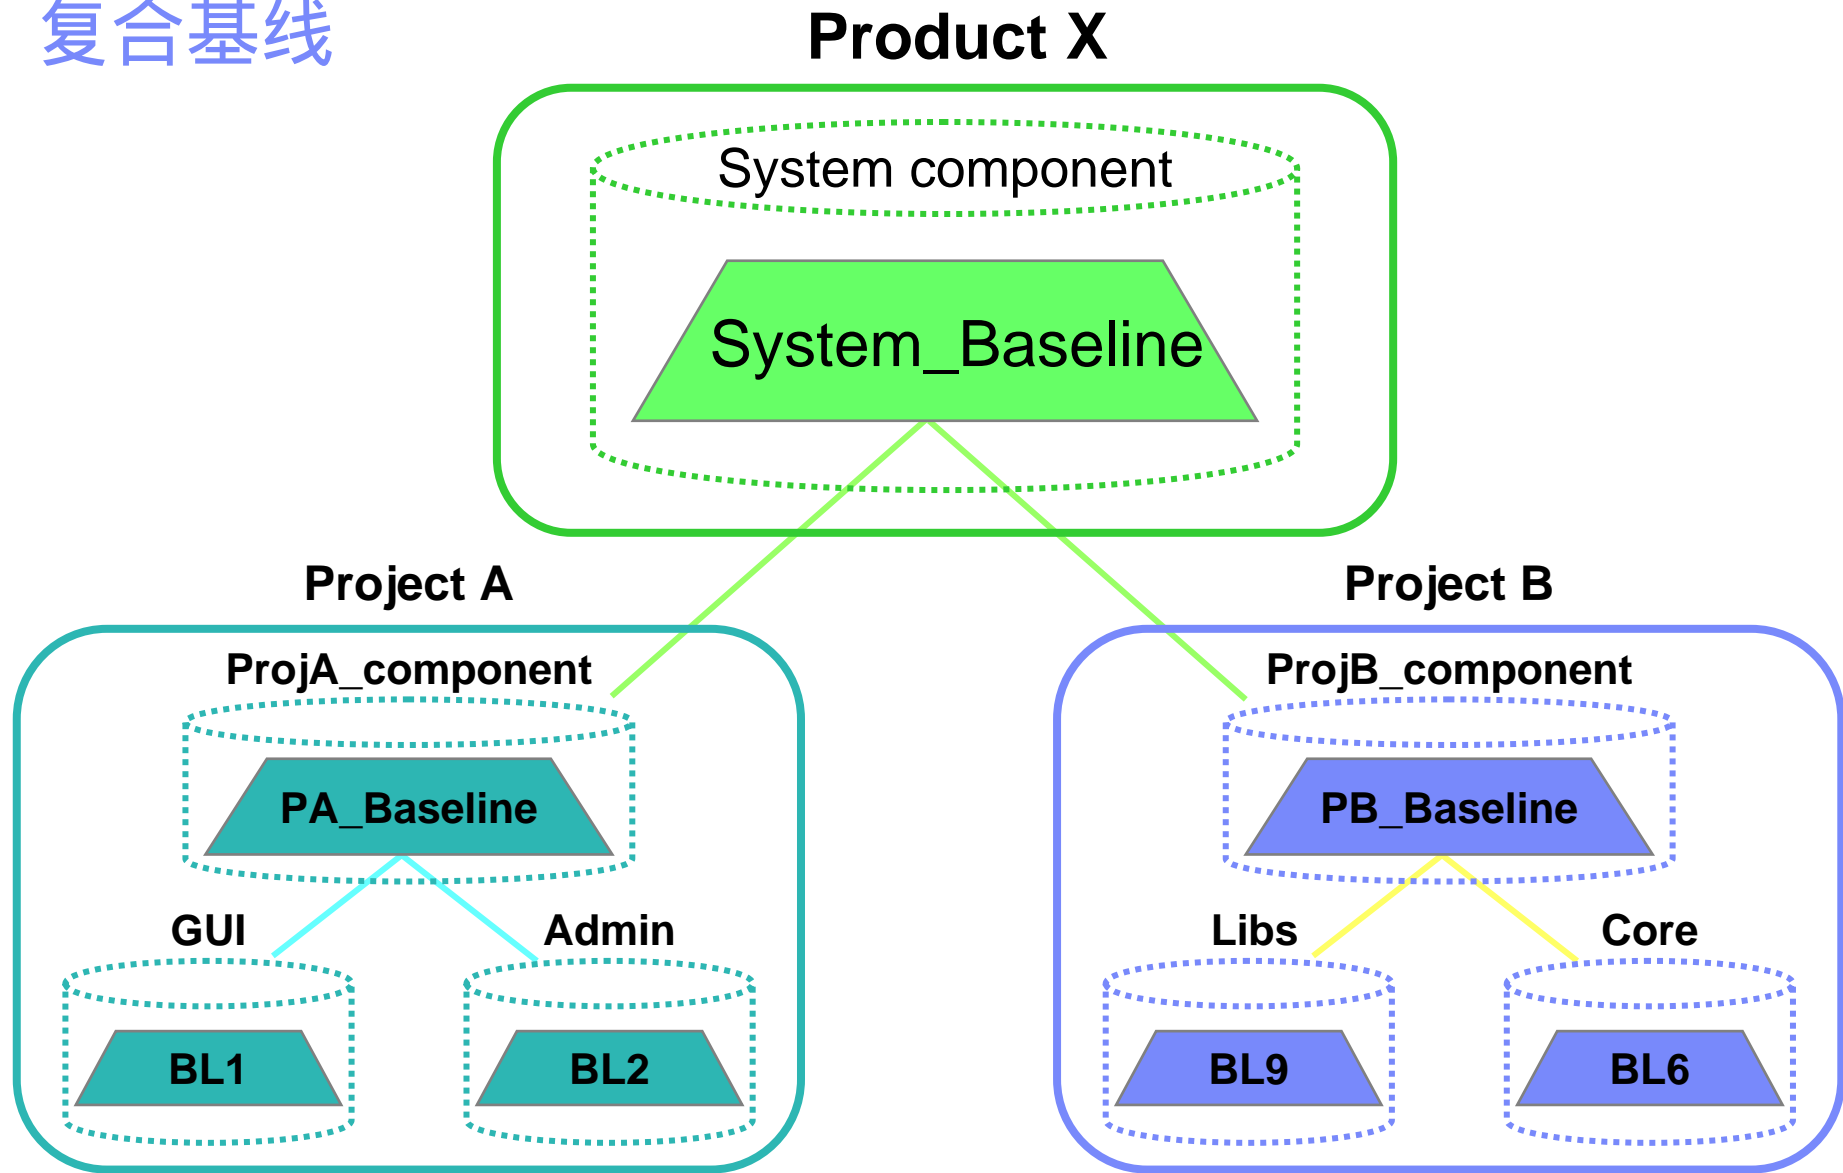 复合基线
Product X
System component
System_Baseline
Project A
Project B
ProjA_component
ProjB_component
PA_Baseline
PB_Baseline
GUI
Admin
Libs
Core
BL1
BL2
BL9
BL6